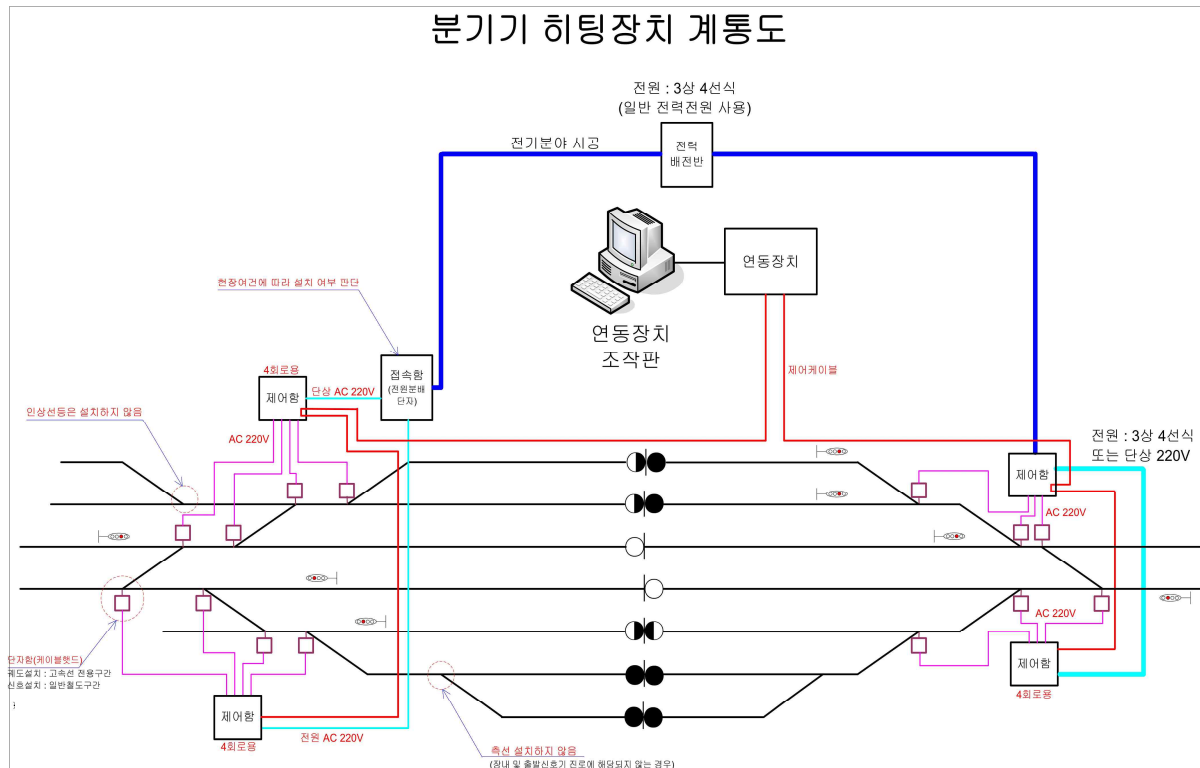 분기기 히팅장치 계통도
전원 : 3상 4선식
(일반 전력전원 사용)
전기분야 시공
전력
배전반
연동장치
현장여건에 따라 설치 여부 판단
연동장치
조작판
제어케이블
4회로용
제어함
단상 AC 220V
접속함
(전원분배
단자)
인상선등은 설치하지 않음
AC 220V
전원 : 3상 4선식
또는 단상 220V
제어함
AC 220V
단자함(케이블헷드)
궤도설치 : 고속선 전용구간
신호설치 : 일반철도구간
AC 220V
제어함
4회로용
제어함
4회로용
전원 AC 220V
측선 설치하지 않음
(장내 및 출발신호기 진로에 해당되지 않는 경우)